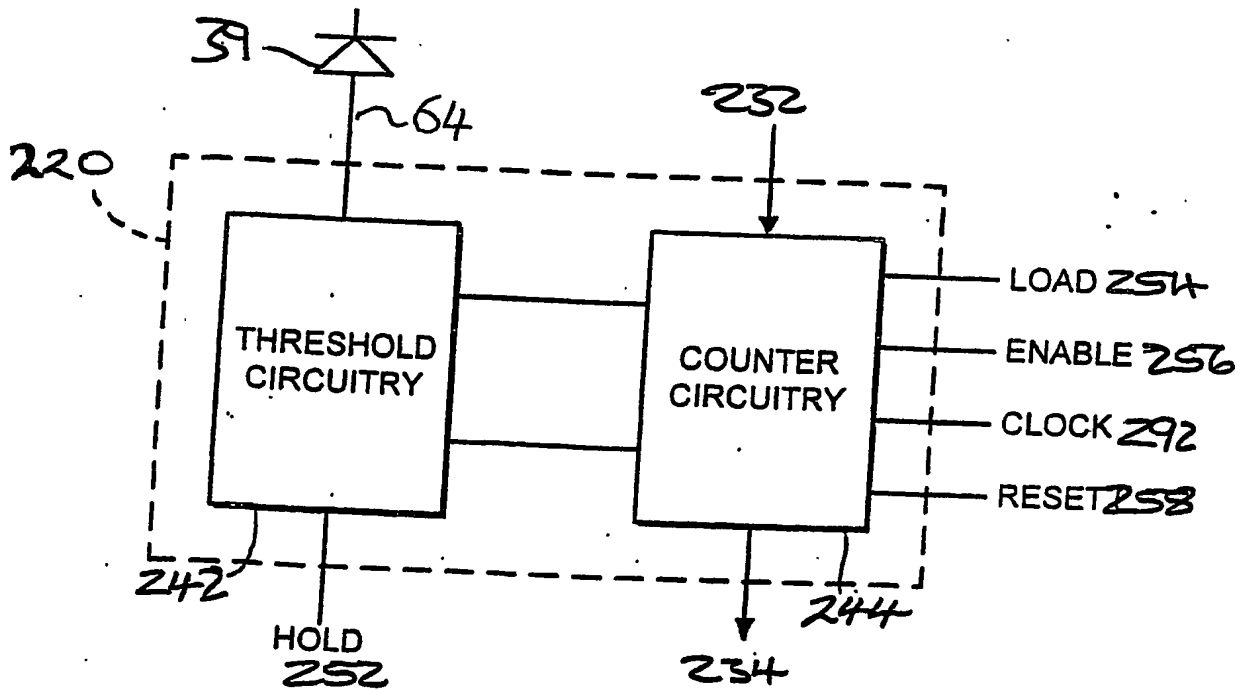 39
64
232
220
LOAD 254
THRESHOLD
CIRCUITRY
COUNTER
CIRCUITRY
ENABLE 256
CLOCK 292
RESET 258
242
244
HOLD
252
234